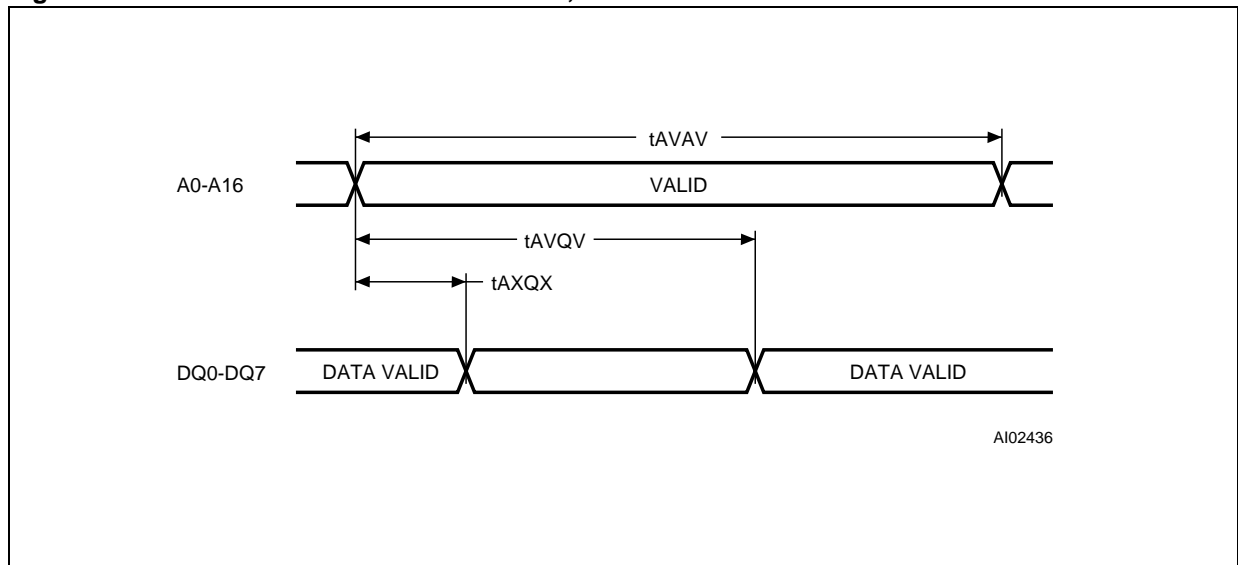 tAVAV
A0-A16
VALID
tAVQV
tAXQX
DQ0-DQ7
DATA VALID
DATA VALID
AI02436